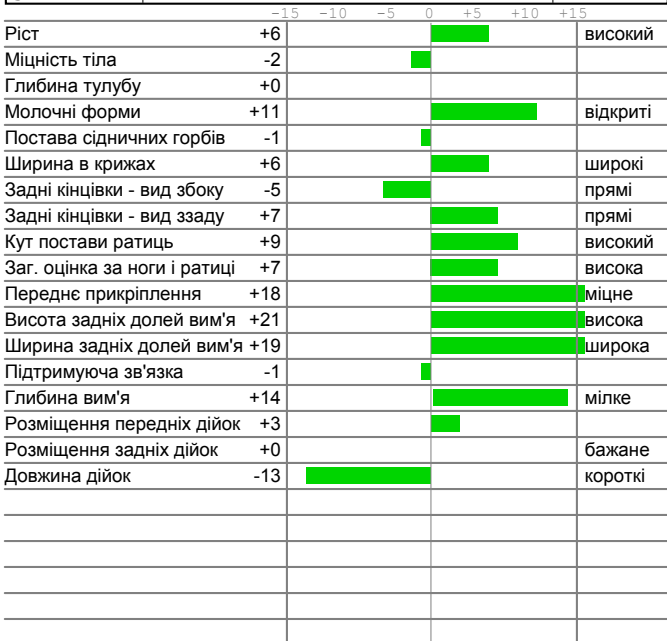 -15 -10 -5 0 +5 +10 +15
Ріст +6 високий
Міцність тіла -2
Глибина тулубу +0
Молочні форми +11 відкриті
Постава сідничних горбів -1
Ширина в крижах +6 широкі
Задні кінцівки - вид збоку -5 прямі
Задні кінцівки - вид ззаду +7 прямі
Кут постави ратиць +9 високий
Заг. оцінка за ноги і ратиці +7 висока
Переднє прикріплення +18 міцне
Висота задніх долей вим'я +21 висока
Ширина задніх долей вим'я +19 широка
Підтримуюча зв'язка -1
Глибина вим'я +14 мілке
Розміщення передніх дійок +3
Розміщення задніх дійок +0 бажане
Довжина дійок -13 короткі